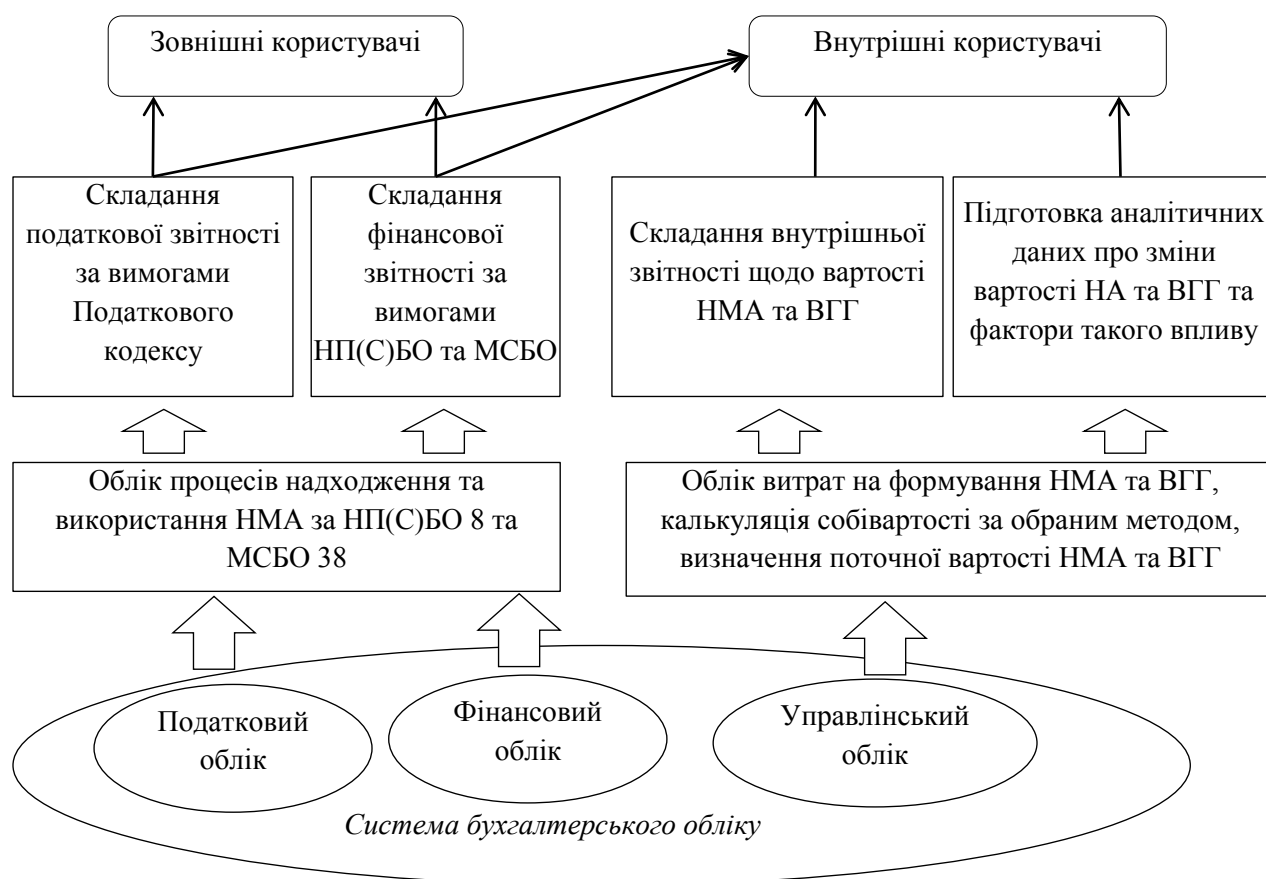 Зовнішні користувачі
Внутрішні користувачі
Складання
податкової звітності
за вимогами
Податкового
кодексу
Складання
фінансової
звітності за
вимогами
НП(С)БО та МСБО
Складання внутрішньої
звітності щодо вартості
НМА та ВГГ
Підготовка аналітичних
даних про зміни
вартості НА та ВГГ та
фактори такого впливу
Облік процесів надходження та
використання НМА за НП(С)БО 8 та
МСБО 38
Облік витрат на формування НМА та ВГГ,
калькуляція собівартості за обраним методом,
визначення поточної вартості НМА та ВГГ
Податковий
облік
Фінансовий
облік
Управлінський
облік
Система бухгалтерського обліку